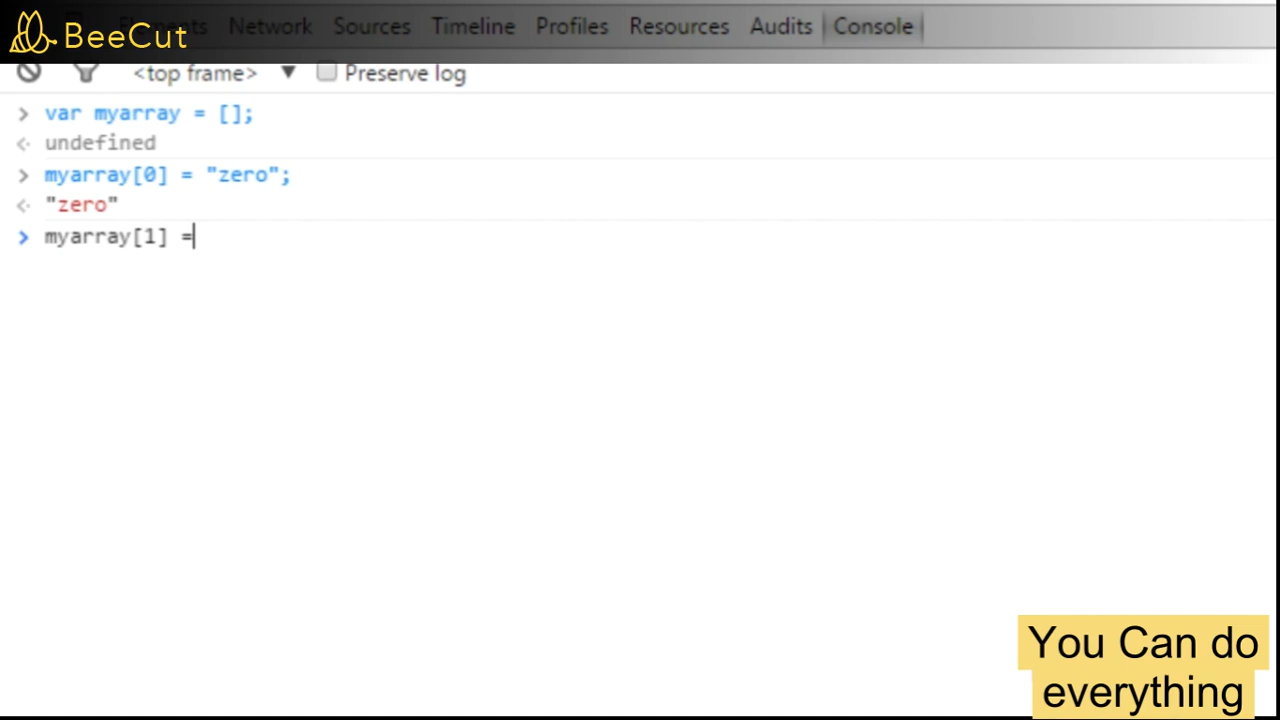 BeeCut
Network Sources Timeline Profiles Resources Audits Console
<top frame> ▼ Preserve log
> var myarray = [];
undefined
> myarray[0] = "zero";
"zero"
> myarray[1] =
You Can do
everything